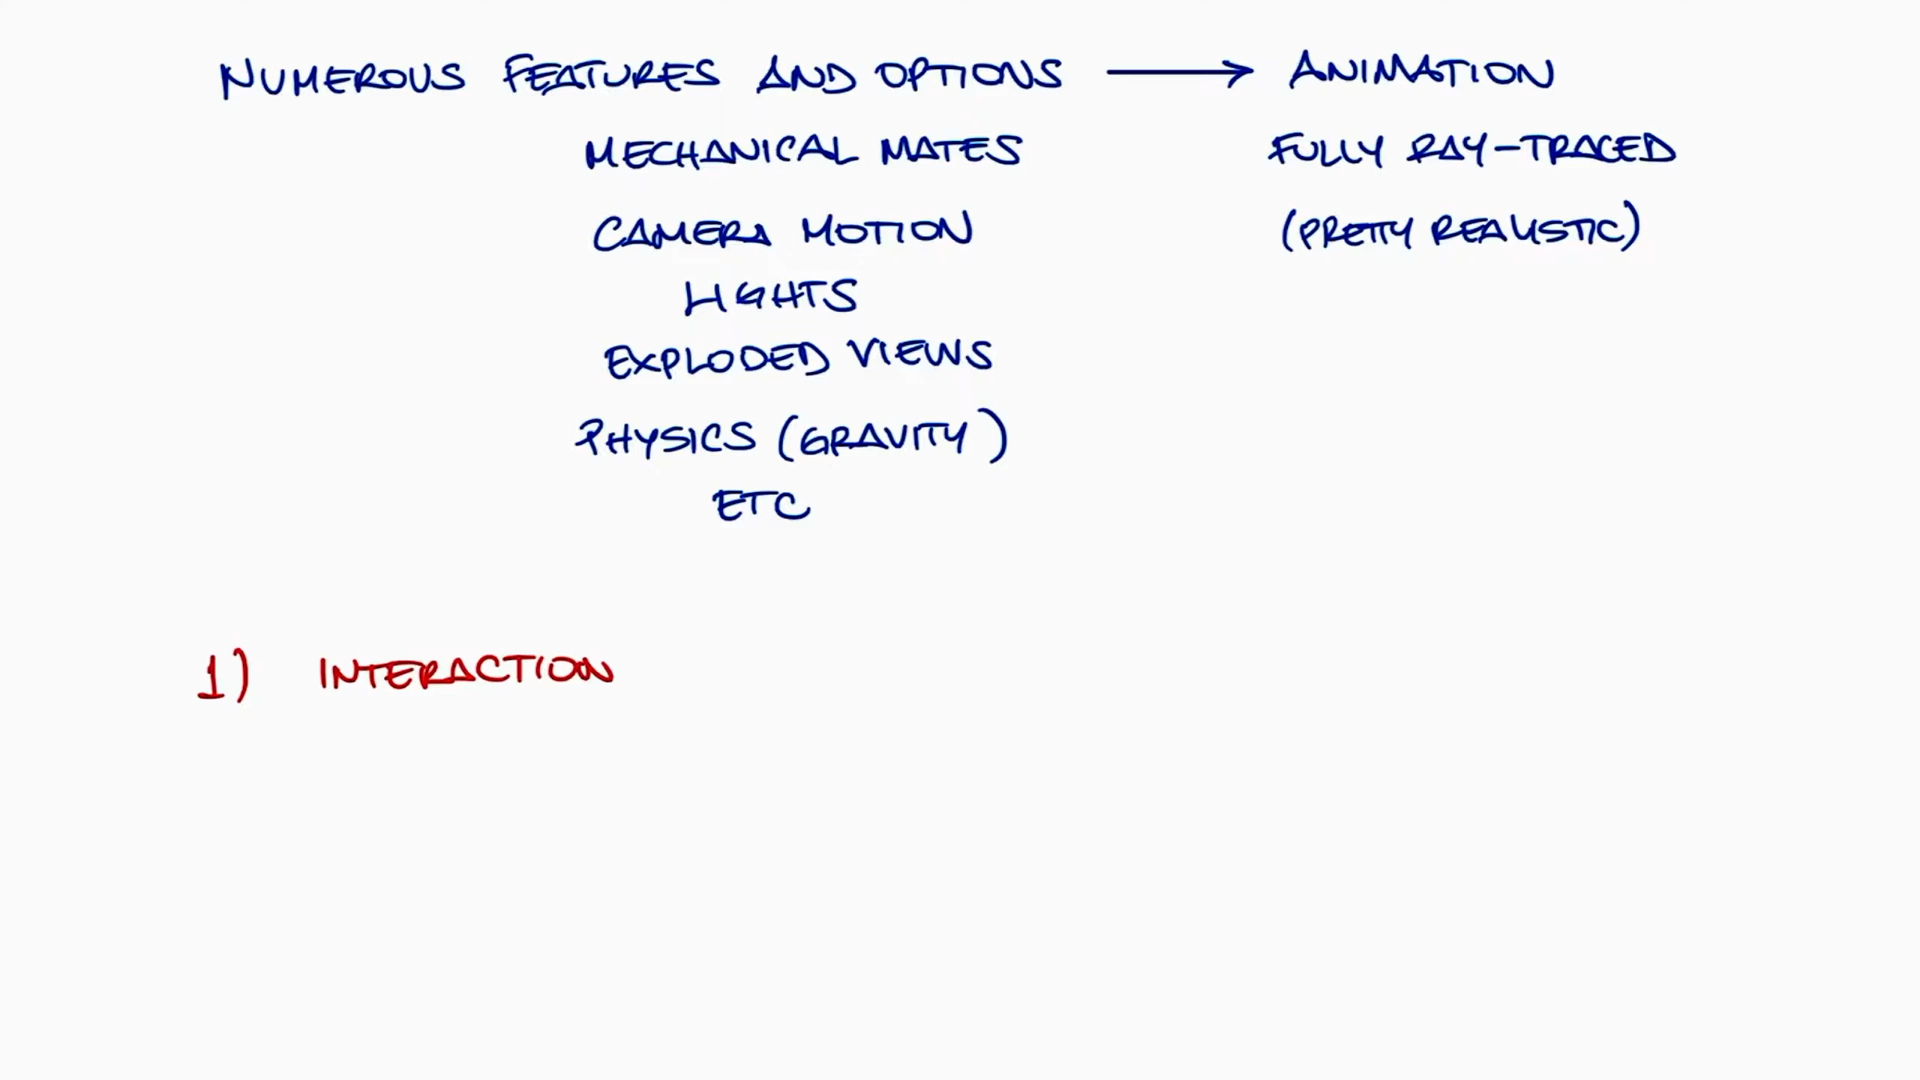 NUMEROUS FEATURES AND OPTIONS → ANIMATION
MECHANICAL MATES FULLY RAY-TRACED
CAMERA MOTION (PRETTY REALISTIC)
LIGHTS
EXPLODED VIEWS
PHYSICS (GRAVITY)
ETC
1) INTERACTION